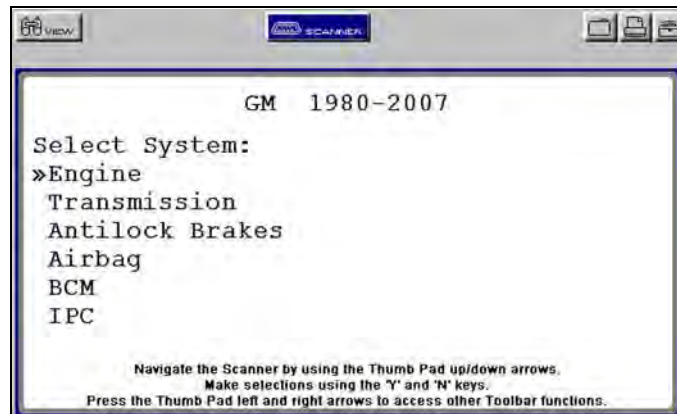 VIEW
SCANNER
GM 1980-2007
Select System:
»Engine
Transmission
Antilock Brakes
Airbag
BCM
IPC
Navigate the Scanner by using the Thumb Pad up/down arrows.
Make selections using the 'Y' and 'N' keys.
Press the Thumb Pad left and right arrows to access other Toolbar functions.